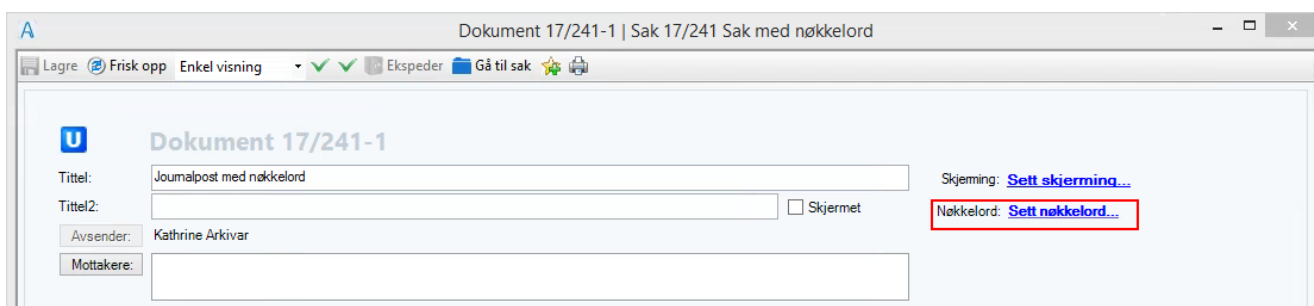 A
Dokument 17/241-1 | Sak 17/241 Sak med nøkkelord
Lagre Frisk opp Enkel visning Ekspeder Gå til sak
U Dokument 17/241-1
Tittel: Journalpost med nøkkelord Skjerming: Sett skjerming...
Tittel2: Skjermet Nøkkelord: Sett nøkkelord...
Avsender: Kathrine Arkivar
Mottakere: